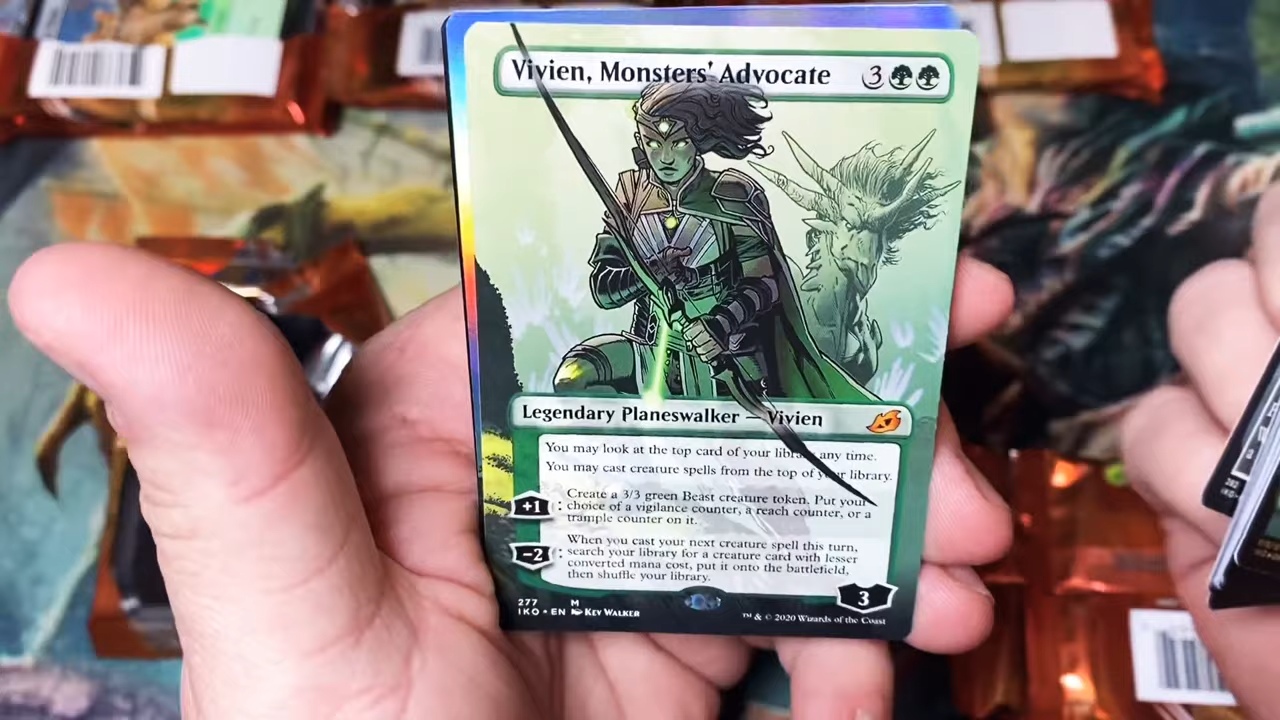 Vivien, Monsters' Advocate 3
Legendary Planeswalker — Vivien
You may look at the top card of your library any time.
You may cast creature spells from the top of your library.
+1 : Create a 3/3 green Beast creature token. Put your
choice of a vigilance counter, a reach counter, or a
trample counter on it.
−2 : When you cast your next creature spell this turn,
search your library for a creature card with lesser
converted mana cost, put it onto the battlefield,
then shuffle your library.
3
277 M
IKO • EN Kev Walker
™ & © 2020 Wizards of the Coast